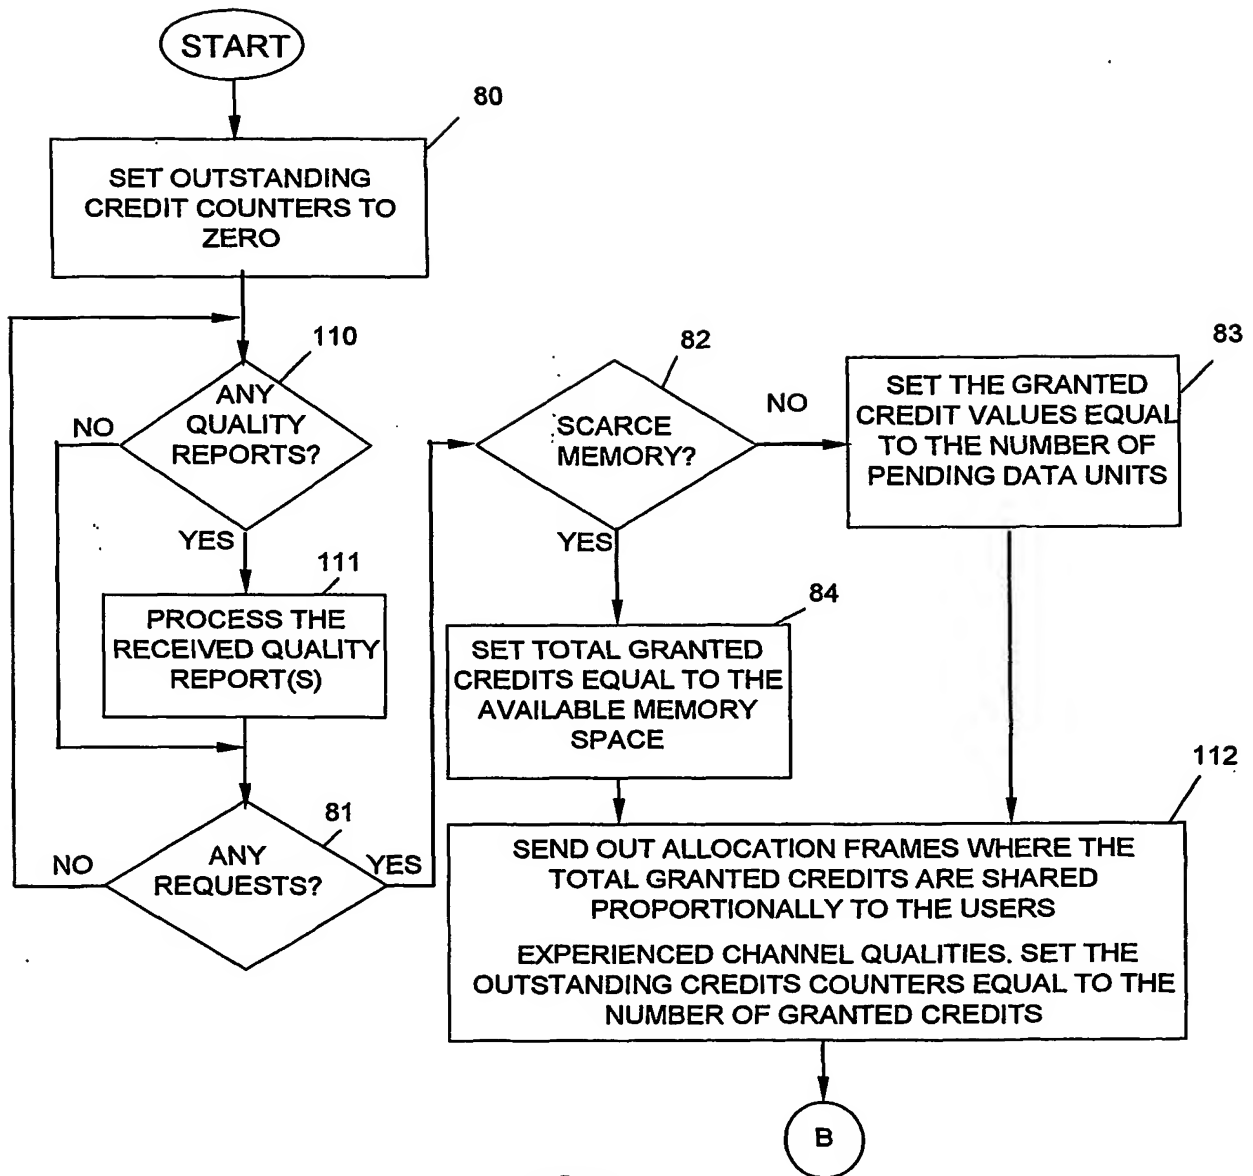 START
80
SET OUTSTANDING
CREDIT COUNTERS TO
ZERO
110
ANY
QUALITY
REPORTS?
NO
YES
111
PROCESS THE
RECEIVED QUALITY
REPORT(S)
81
ANY
REQUESTS?
NO
YES
82
SCARCE
MEMORY?
NO
YES
83
SET THE GRANTED
CREDIT VALUES EQUAL
TO THE NUMBER OF
PENDING DATA UNITS
84
SET TOTAL GRANTED
CREDITS EQUAL TO THE
AVAILABLE MEMORY
SPACE
112
SEND OUT ALLOCATION FRAMES WHERE THE
TOTAL GRANTED CREDITS ARE SHARED
PROPORTIONALLY TO THE USERS
EXPERIENCED CHANNEL QUALITIES. SET THE
OUTSTANDING CREDITS COUNTERS EQUAL TO THE
NUMBER OF GRANTED CREDITS
B